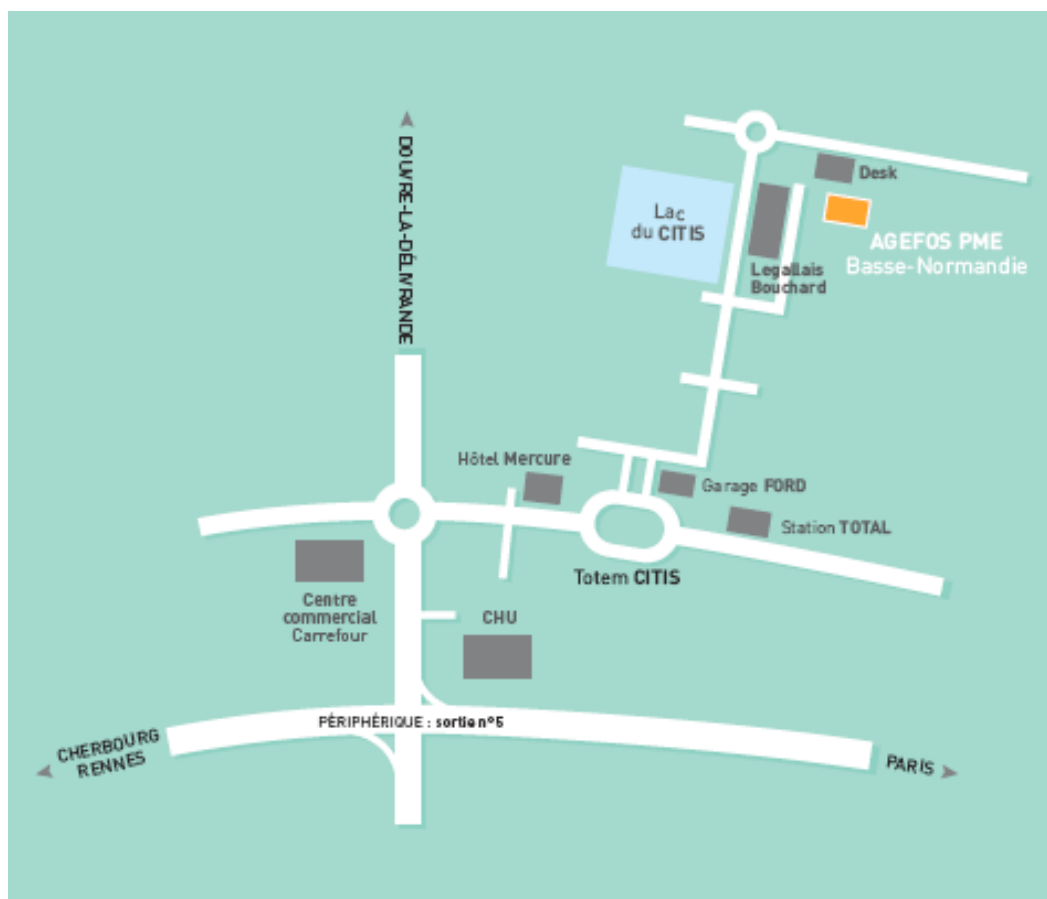 DOUVRE-LA-DÉLIVRANDE
Desk
Lac
du CITIS
AGEFOS PME
Basse-Normandie
Legallais
Bouchard
Hôtel Mercure
Garage FORD
Station TOTAL
Totem CITIS
Centre
commercial
Carrefour
CHU
PÉRIPHÉRIQUE : sortie n°5
CHERBOURG
RENNES
PARIS